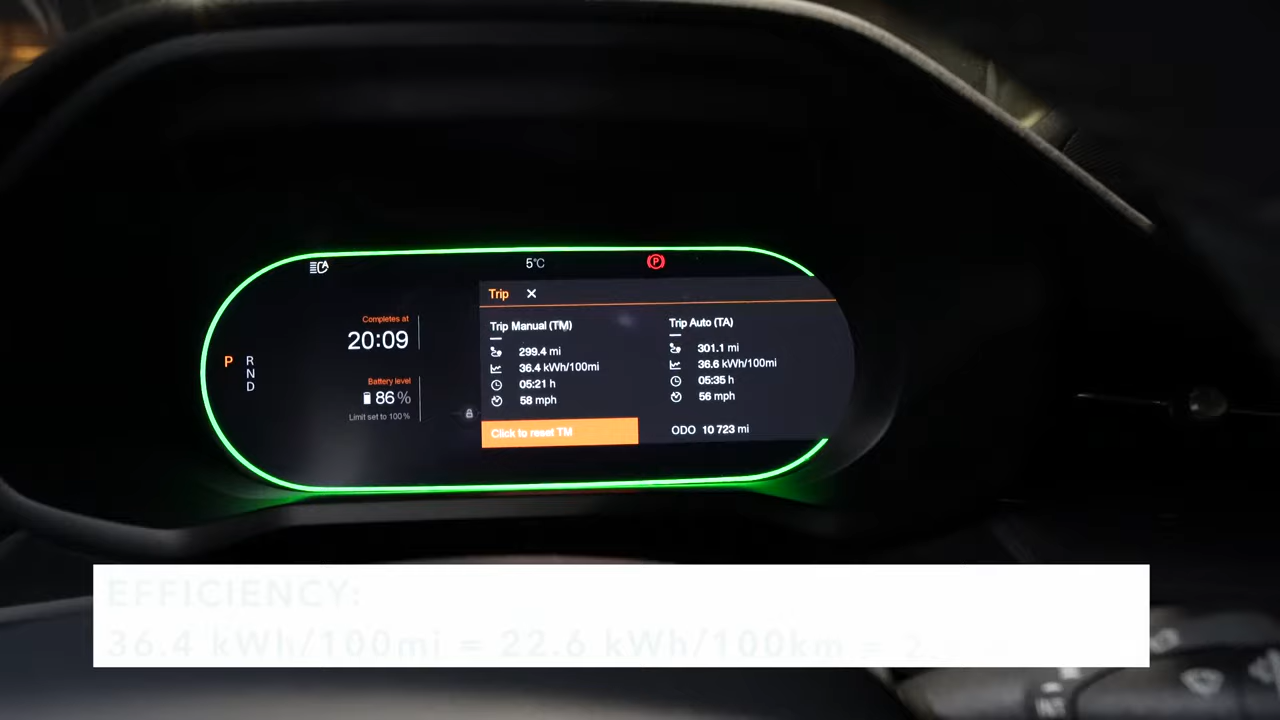 5°C
Completes at
20:09
P
R
N
D
Battery level
86%
Limit set to 100%
Trip
Trip Manual (TM)
299.4 mi
36.4 kWh/100mi
05:21 h
58 mph
Click to reset TM
Trip Auto (TA)
301.1 mi
36.6 kWh/100mi
05:35 h
56 mph
ODO 10 723 mi
EFFICIENCY:
36.4 kWh/100mi = 22.6 kWh/100km =